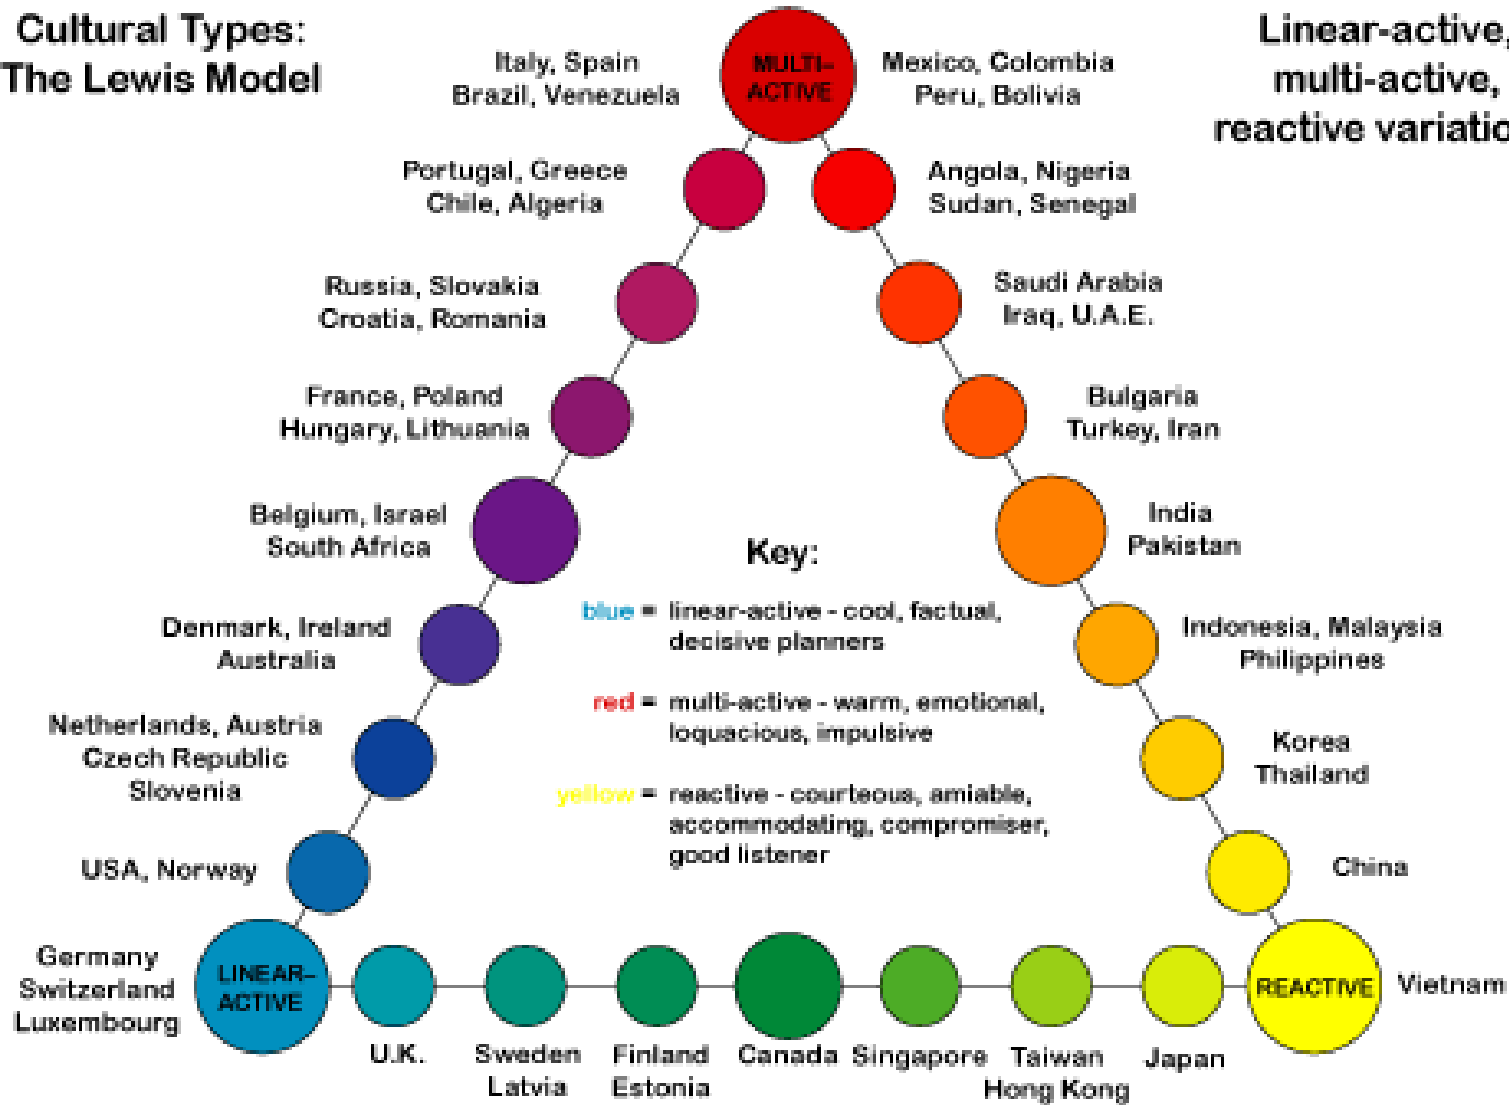 Cultural Types:
The Lewis Model
Linear-active,
multi-active,
reactive
MULTI-
ACTIVE
Italy, Spain
Brazil, Venezuela
Mexico, Colombia
Peru, Bolivia
Portugal, Greece
Chile, Algeria
Angola, Nigeria
Sudan, Senegal
Russia, Slovakia
Croatia, Romania
Saudi Arabia
Iraq, U.A.E.
France, Poland
Hungary, Lithuania
Bulgaria
Turkey, Iran
Belgium, Israel
South Africa
India
Pakistan
Denmark, Ireland
Australia
Indonesia, Malaysia
Philippines
Netherlands, Austria
Czech Republic
Slovenia
Korea
Thailand
USA, Norway
China
Key:
blue = linear-active - cool, factual,
decisive planners
red = multi-active - warm, emotional,
loquacious, impulsive
yellow = reactive - courteous, amiable,
accommodating, compromiser,
good listener
Germany
Switzerland
Luxembourg
LINEAR-
ACTIVE
U.K.
Sweden
Latvia
Finland
Estonia
Canada
Singapore
Taiwan
Hong Kong
Japan
REACTIVE
Vietnam